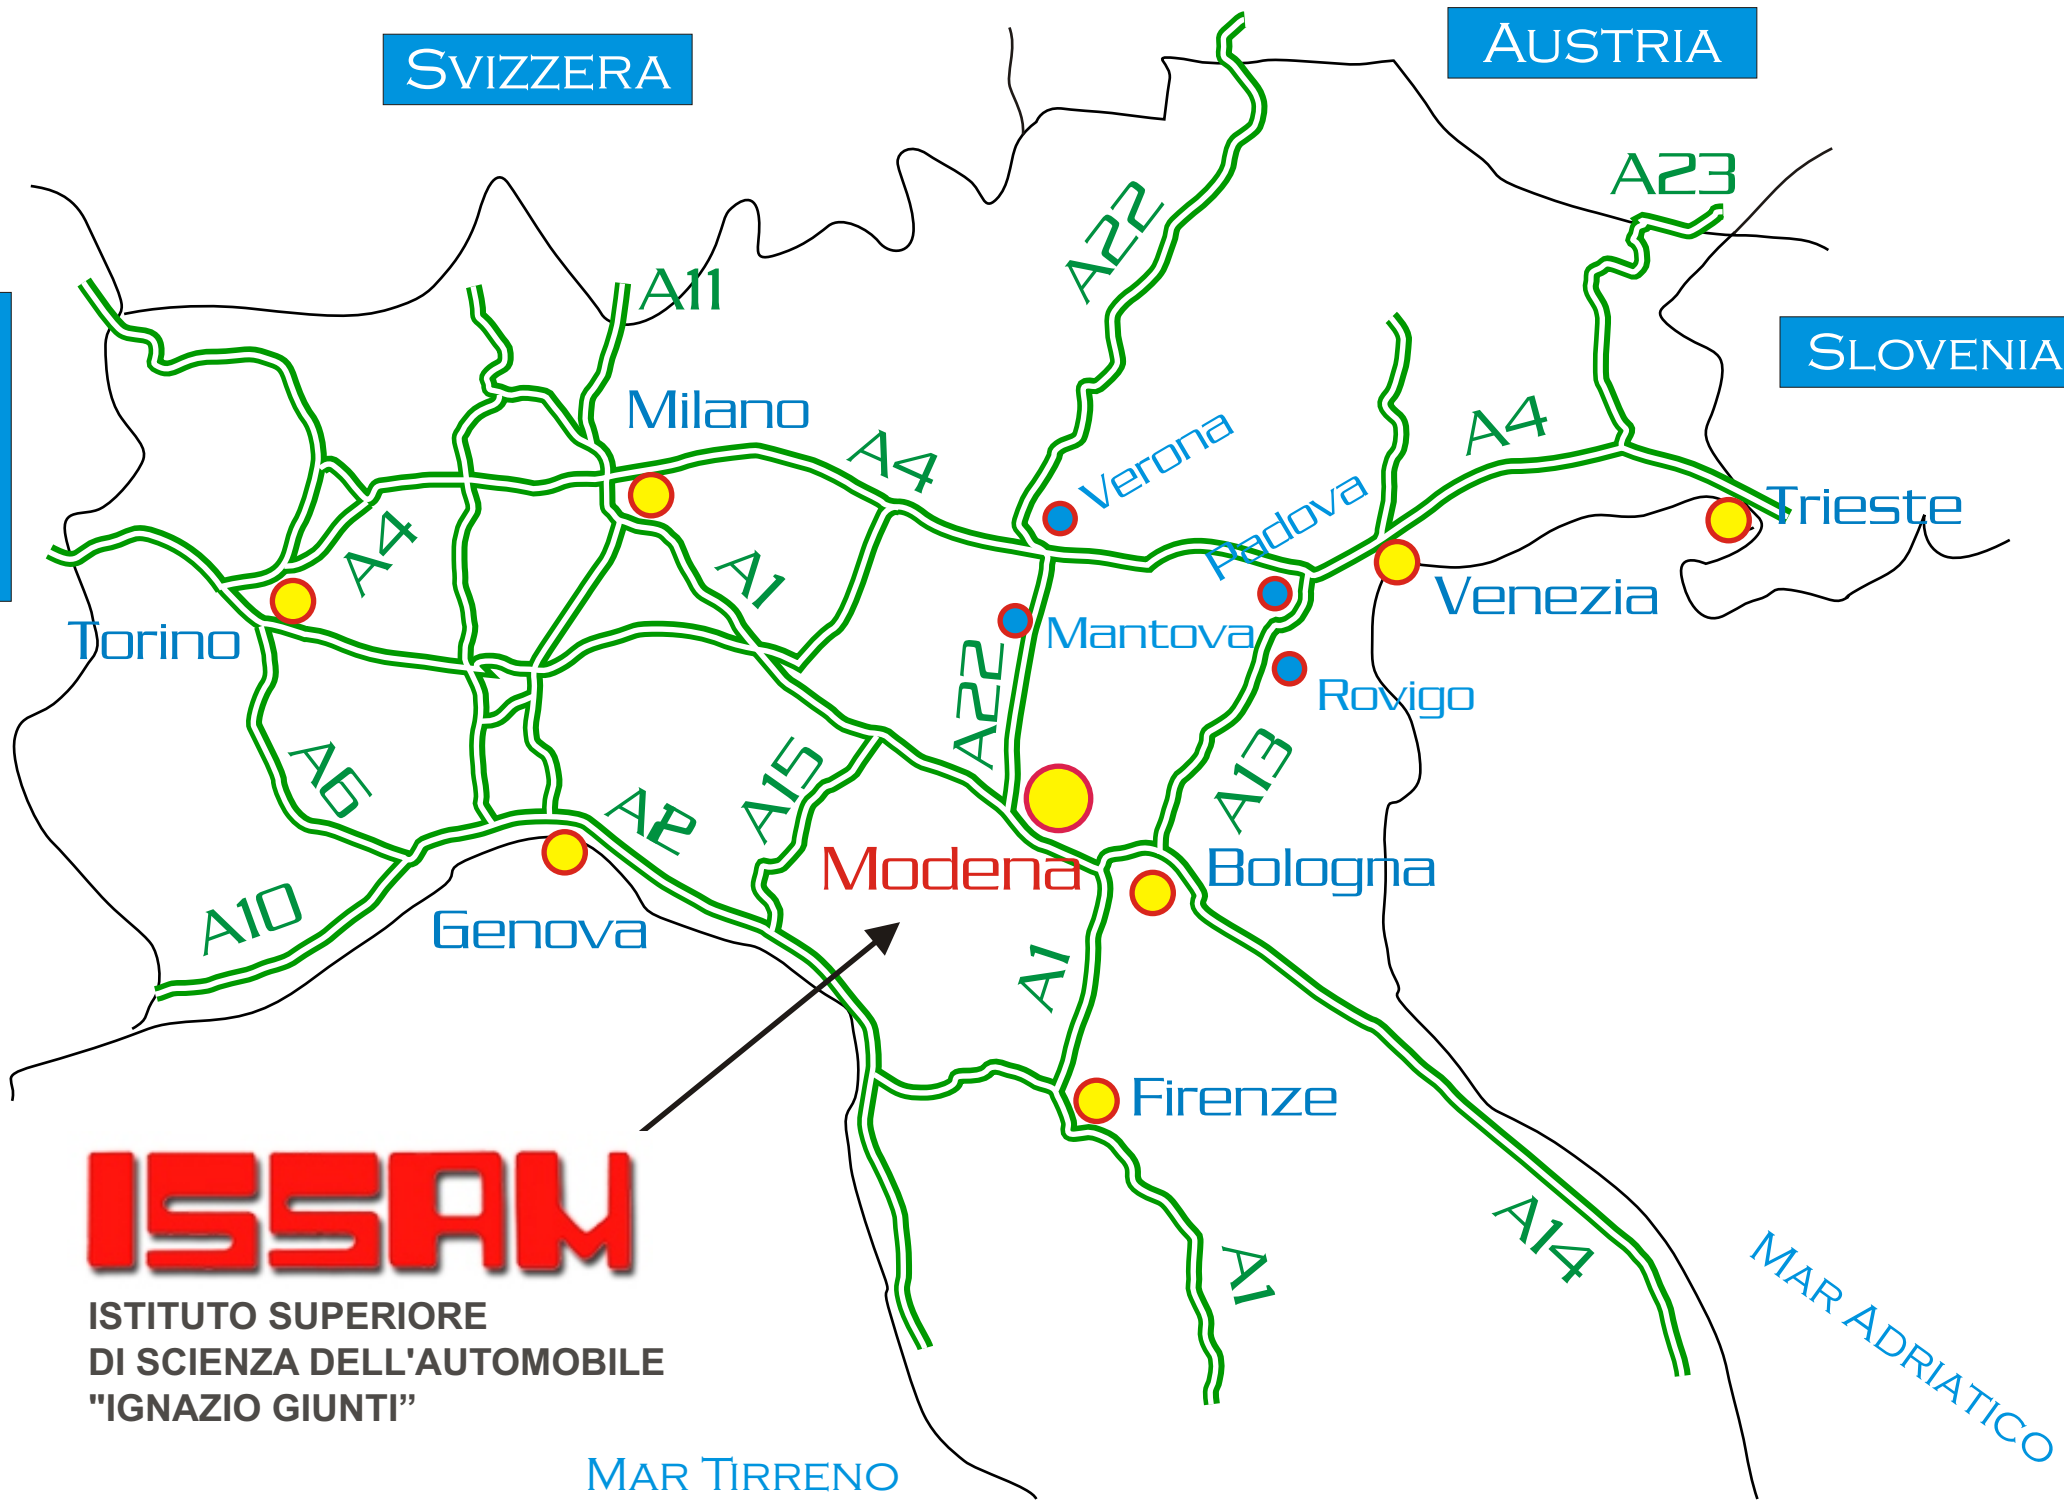 SVIZZERA
AUSTRIA
A23
A22
A11
SLOVENIA
Milano
A4
Verona
A4
Padova
Trieste
A4
A1
Venezia
Torino
Mantova
A22
Rovigo
A6
A15
A13
A12
Modena
Bologna
A10
Genova
A1
Firenze
ISSAM
A14
A1
MAR ADRIATICO
ISTITUTO SUPERIORE
DI SCIENZA DELL'AUTOMOBILE
"IGNAZIO GIUNTI”
MAR TIRRENO